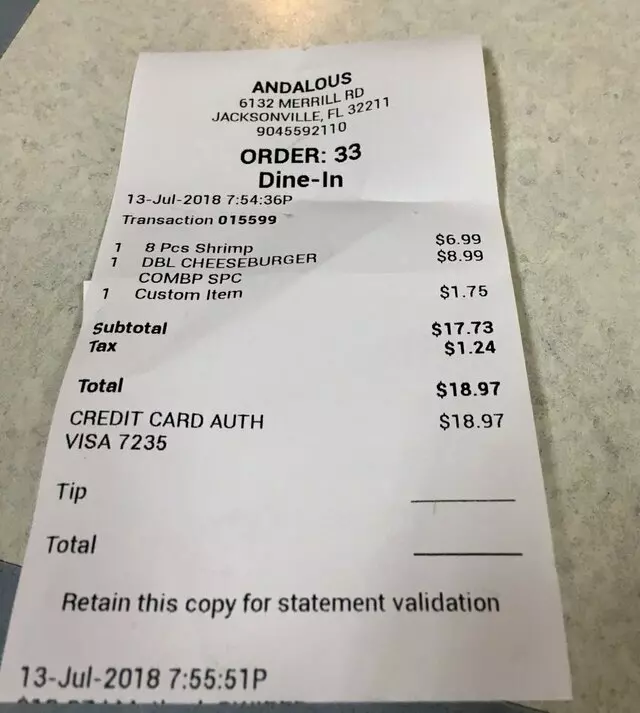 ANDALOUS
6132 MERRILL RD
JACKSONVILLE, FL 32211
9045592110
ORDER: 33
Dine-In
13-Jul-2018 7:54:36P
Transaction 015599
1 8 Pcs Shrimp $6.99
1 DBL CHEESEBURGER $8.99
COMBP SPC
1 Custom Item $1.75
Subtotal $17.73
Tax $1.24
Total $18.97
CREDIT CARD AUTH $18.97
VISA 7235
Tip
Total
Retain this copy for statement validation
13-Jul-2018 7:55:51P